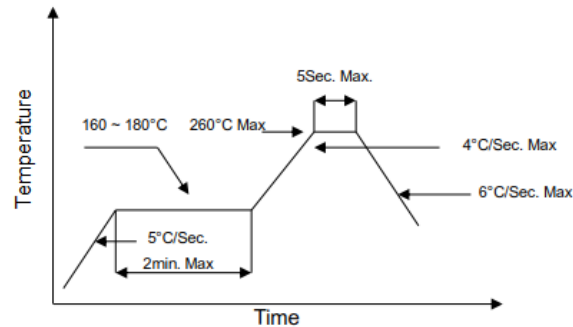 5Sec. Max.
160 ~ 180°C
260°C Max
4°C/Sec. Max
6°C/Sec. Max
5°C/Sec.
2min. Max
Temperature
Time